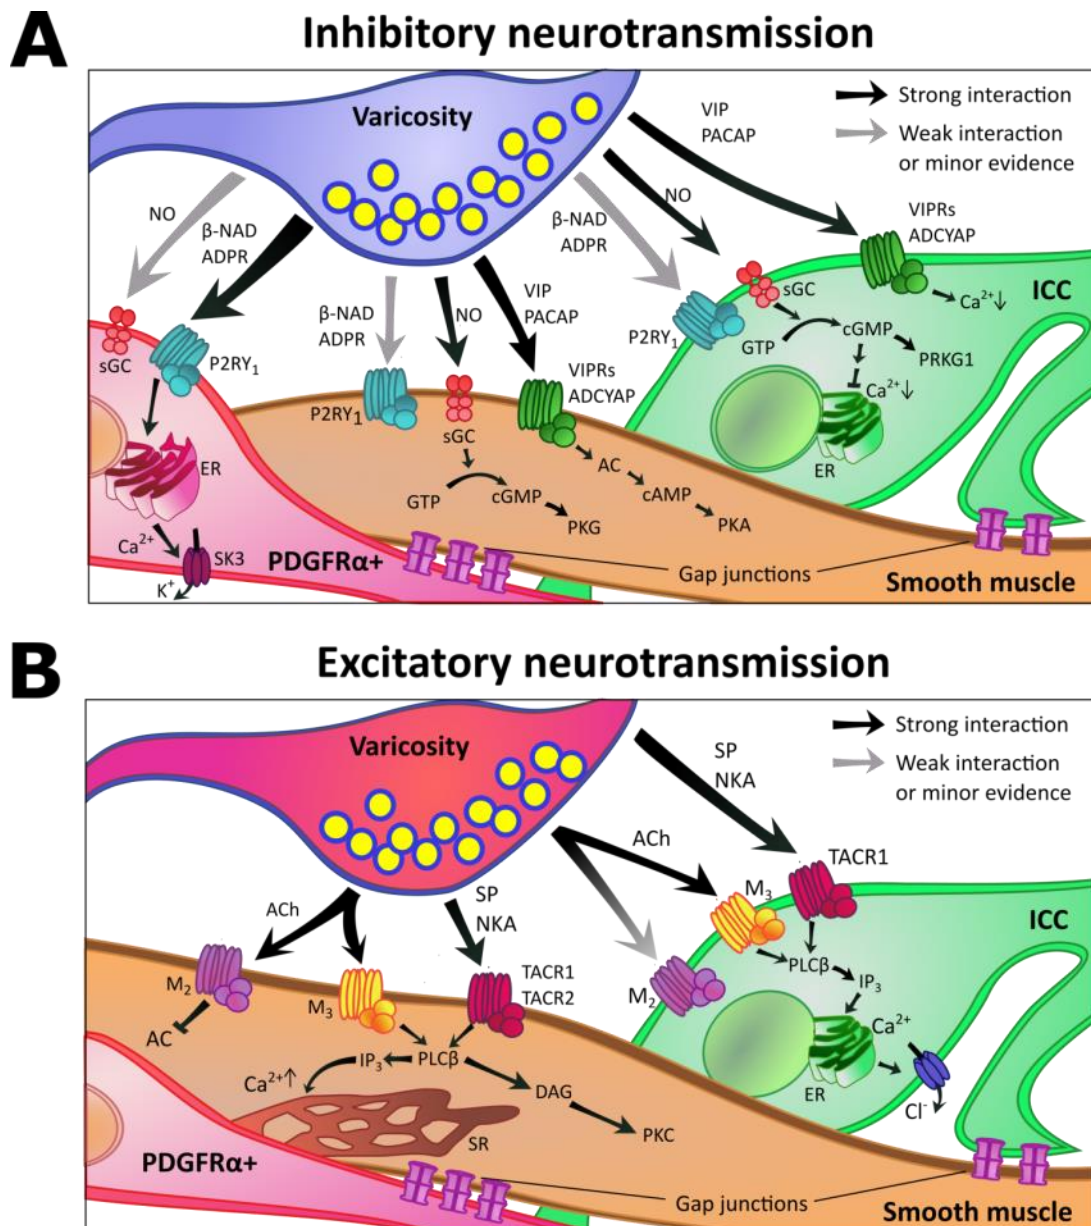 A
Inhibitory neurotransmission
Varicosity
Strong interaction
Weak interaction
or minor evidence
VIP
PACAP
NO
β-NAD
ADPR
NO
β-NAD
ADPR
VIPRs
ADCYAP
sGC
Ca²⁺↓
ICC
P2RY₁
GTP
cGMP
PRKG1
Ca²⁺↓
ER
β-NAD
ADPR
NO
VIP
PACAP
sGC
P2RY₁
P2RY₁
sGC
VIPRs
ADCYAP
AC
cAMP
PKA
GTP
cGMP
PKG
ER
Ca²⁺
SK3
K⁺
PDGFRα+
Gap junctions
Smooth muscle
B
Excitatory neurotransmission
Varicosity
Strong interaction
Weak interaction
or minor evidence
SP
NKA
ACh
TACR1
M₃
ICC
ACh
SP
NKA
M₂
M₃
TACR1
TACR2
M₂
PLCβ
IP₃
Ca²⁺
ER
Cl⁻
AC
IP₃
PLCβ
Ca²⁺↑
DAG
PKC
SR
PDGFRα+
Gap junctions
Smooth muscle